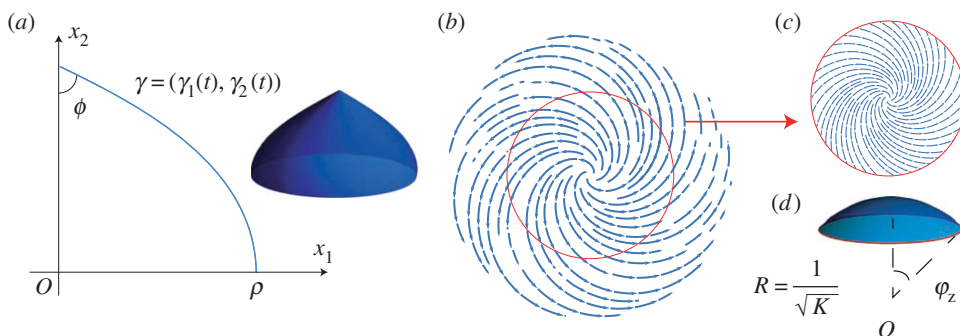 (a)
x₂
γ = (γ₁(t), γ₂(t))
ϕ
x₁
O
ρ
(b)
(c)
(d)
R = 1/√K
φz
O